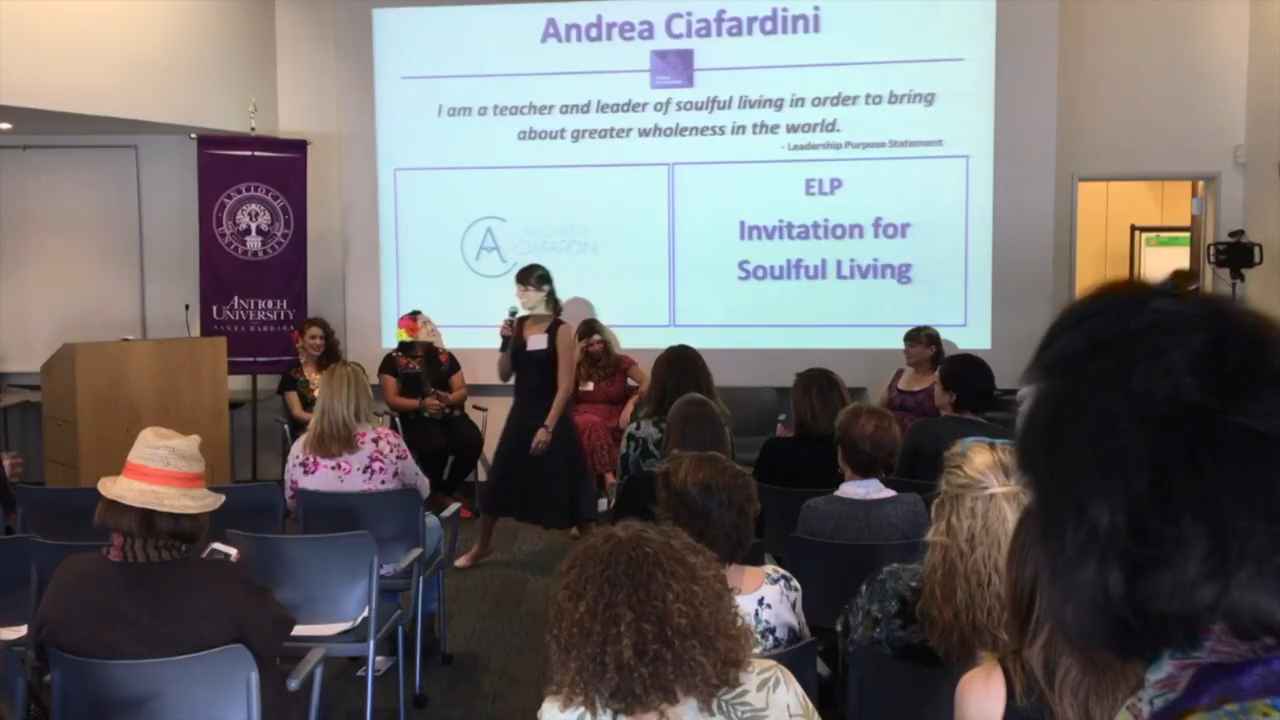 Andrea Ciafardini
I am a teacher and leader of soulful living in order to bring
about greater wholeness in the world.
- Leadership Purpose Statement
A
CIAFARDINI
ELP
Invitation for
Soulful Living
ANTIOCH
UNIVERSITY
ANTIOCH
UNIVERSITY
SANTA BARBARA